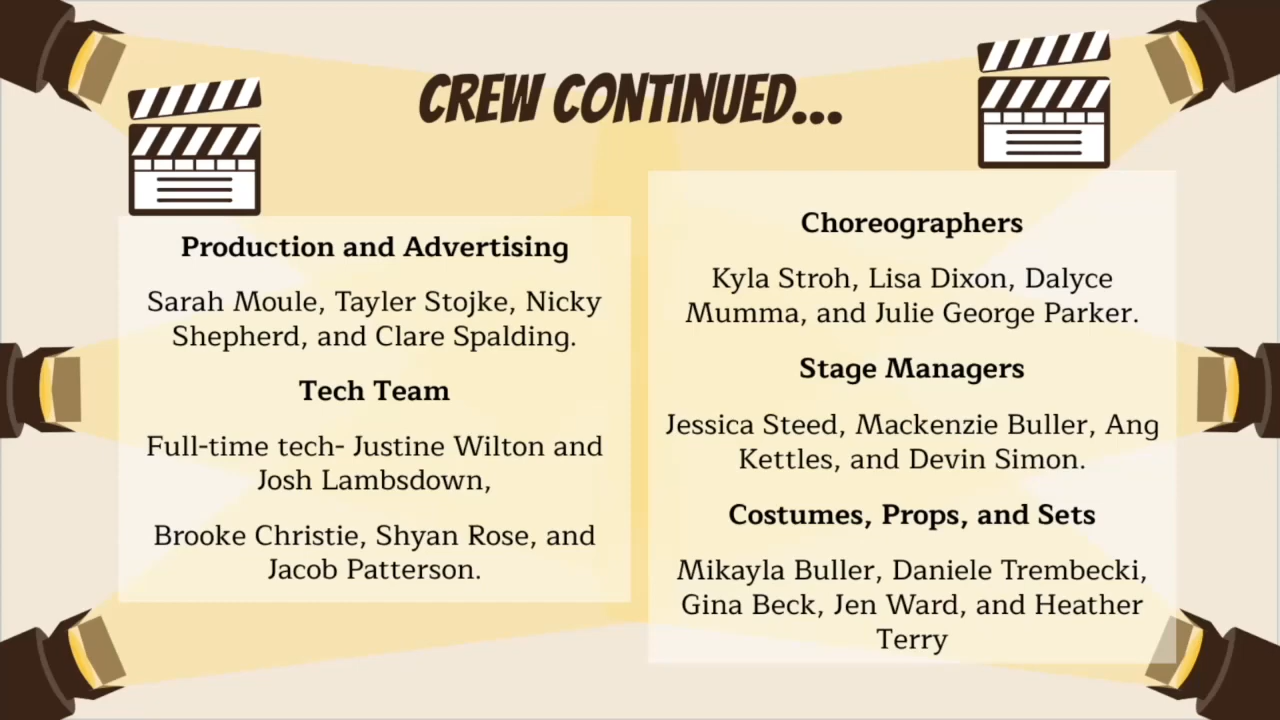 CREW CONTINUED...
Production and Advertising
Sarah Moule, Tayler Stojke, Nicky
Shepherd, and Clare Spalding.
Tech Team
Full-time tech- Justine Wilton and
Josh Lambsdown,
Brooke Christie, Shyan Rose, and
Jacob Patterson.
Choreographers
Kyla Stroh, Lisa Dixon, Dalyce
Mumma, and Julie George Parker.
Stage Managers
Jessica Steed, Mackenzie Buller, Ang
Kettles, and Devin Simon.
Costumes, Props, and Sets
Mikayla Buller, Daniele Trembecki,
Gina Beck, Jen Ward, and Heather
Terry